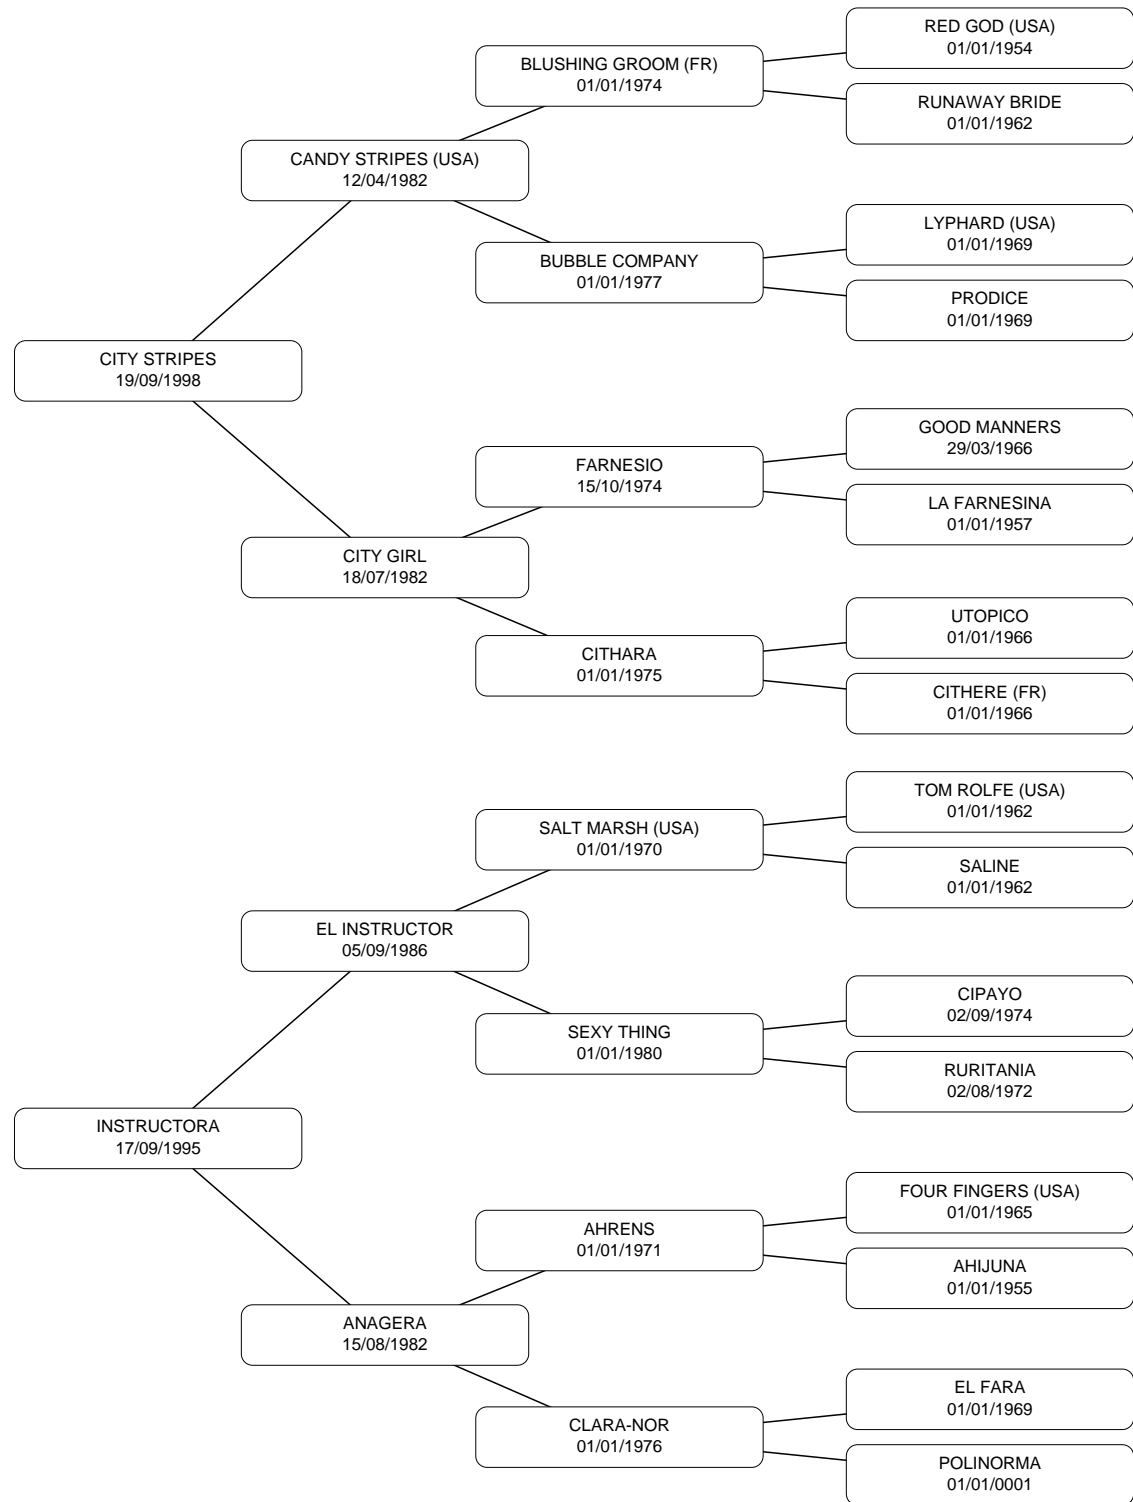 RED GOD (USA)
01/01/1954
BLUSHING GROOM (FR)
01/01/1974
RUNAWAY BRIDE
01/01/1962
CANDY STRIPES (USA)
12/04/1982
LYPHARD (USA)
01/01/1969
BUBBLE COMPANY
01/01/1977
PRODICE
01/01/1969
CITY STRIPES
19/09/1998
GOOD MANNERS
29/03/1966
FARNESIO
15/10/1974
LA FARNESINA
01/01/1957
CITY GIRL
18/07/1982
UTOPICO
01/01/1966
CITHARA
01/01/1975
CITHERE (FR)
01/01/1966
TOM ROLFE (USA)
01/01/1962
SALT MARSH (USA)
01/01/1970
SALINE
01/01/1962
EL INSTRUCTOR
05/09/1986
CIPAYO
02/09/1974
SEXY THING
01/01/1980
RURITANIA
02/08/1972
INSTRUCTORA
17/09/1995
FOUR FINGERS (USA)
01/01/1965
AHRENS
01/01/1971
AHIJUNA
01/01/1955
ANAGERA
15/08/1982
EL FARA
01/01/1969
CLARA-NOR
01/01/1976
POLINORMA
01/01/0001